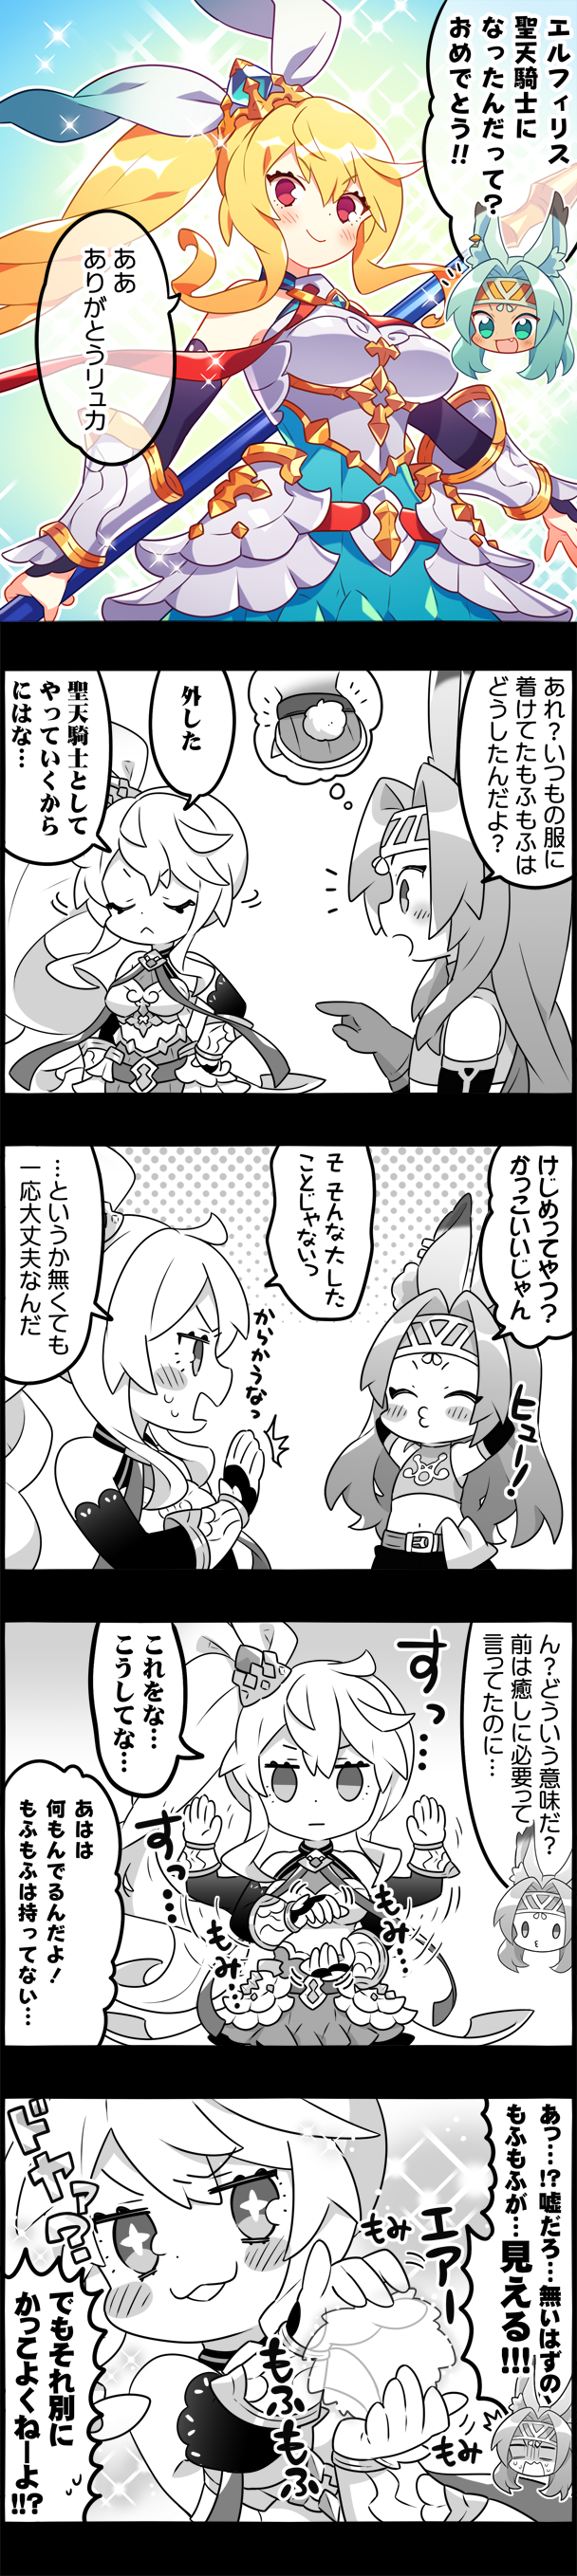 エルフィリス
聖天騎士に
なったんだって？
おめでとう!!
ああ
ありがとうリュカ
あれ？いつもの服に
着けてたもふもふは
どうしたんだよ？
外した
聖天騎士として
やっていくから
にはな…
けじめってやつ？
かっこいいじゃん
ヒュー！
そ そんな大した
ことじゃないっ
からかうなっ
…というか無くても
一応大丈夫なんだ
ん？どういう意味だ？
前は癒しに必要って
言ってたのに…
すっ…
これをな…
こうしてな…
すっ…
もみ…
もみ…
あはは
何もんでるんだよ！
もふもふは持ってない…
あっ…!?嘘だろ…無いはずの、
もふもふが…見える!!!
エアー
もみ
もみ
もふもふ
ドヤァ？：
でもそれ別に
かってよくねーよ!!?